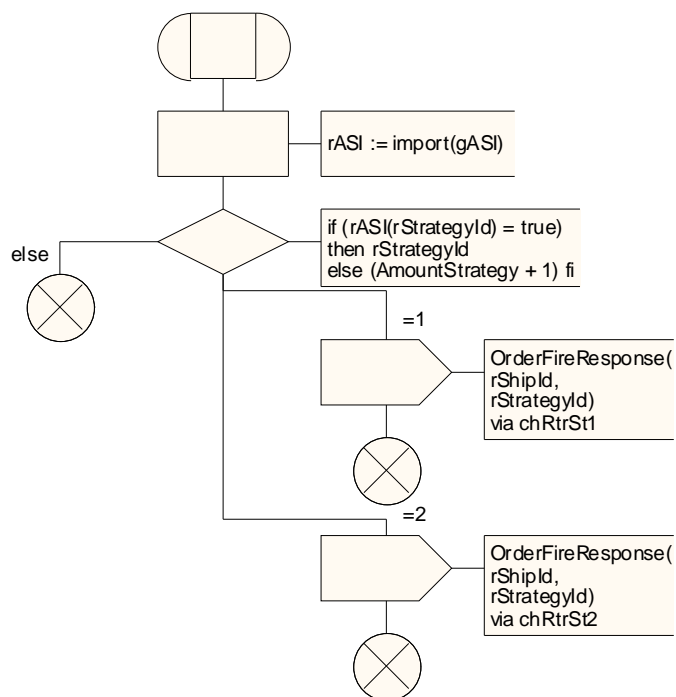 rASI := import(gASI)
if (rASI(rStrategyId) = true)
then rStrategyId
else (AmountStrategy + 1) fi
else
=1
OrderFireResponse(
rShipId,
rStrategyId)
via chRtrSt1
=2
OrderFireResponse(
rShipId,
rStrategyId)
via chRtrSt2